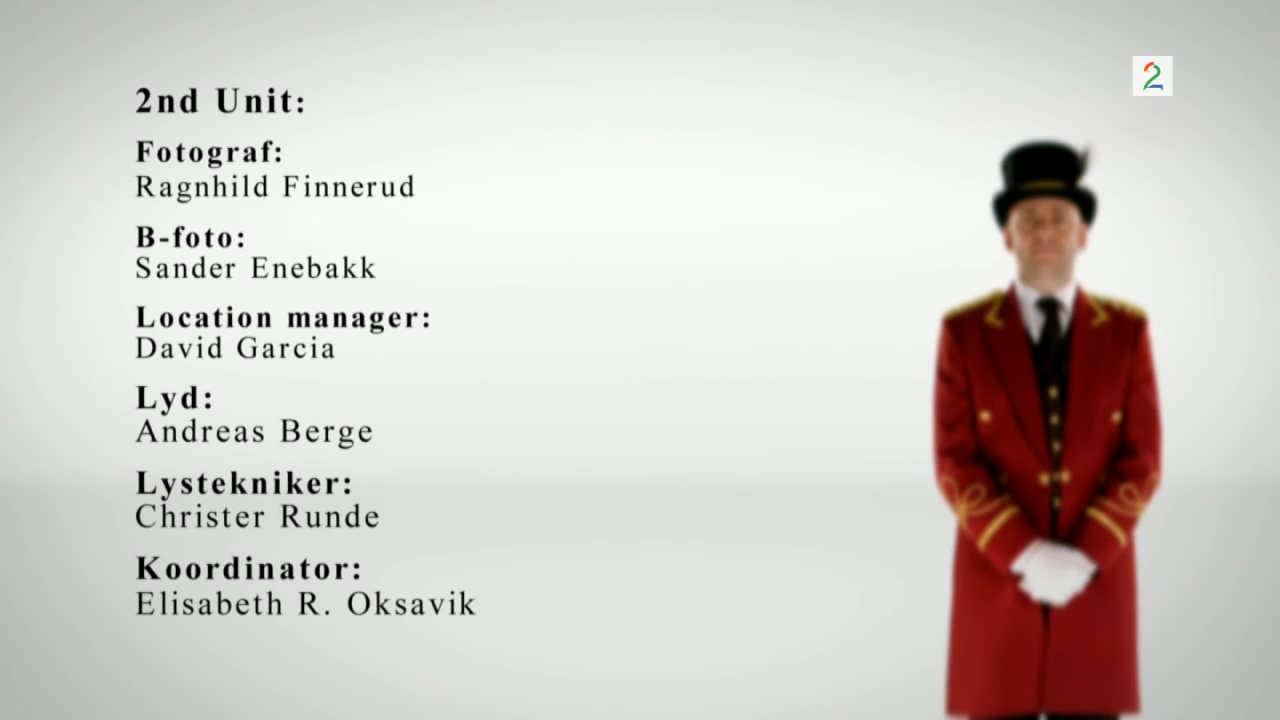 2
2nd Unit:
Fotograf:
Ragnhild Finnerud
B-foto:
Sander Enebakk
Location manager:
David Garcia
Lyd:
Andreas Berge
Lystekniker:
Christer Runde
Koordinator:
Elisabeth R. Oksavik